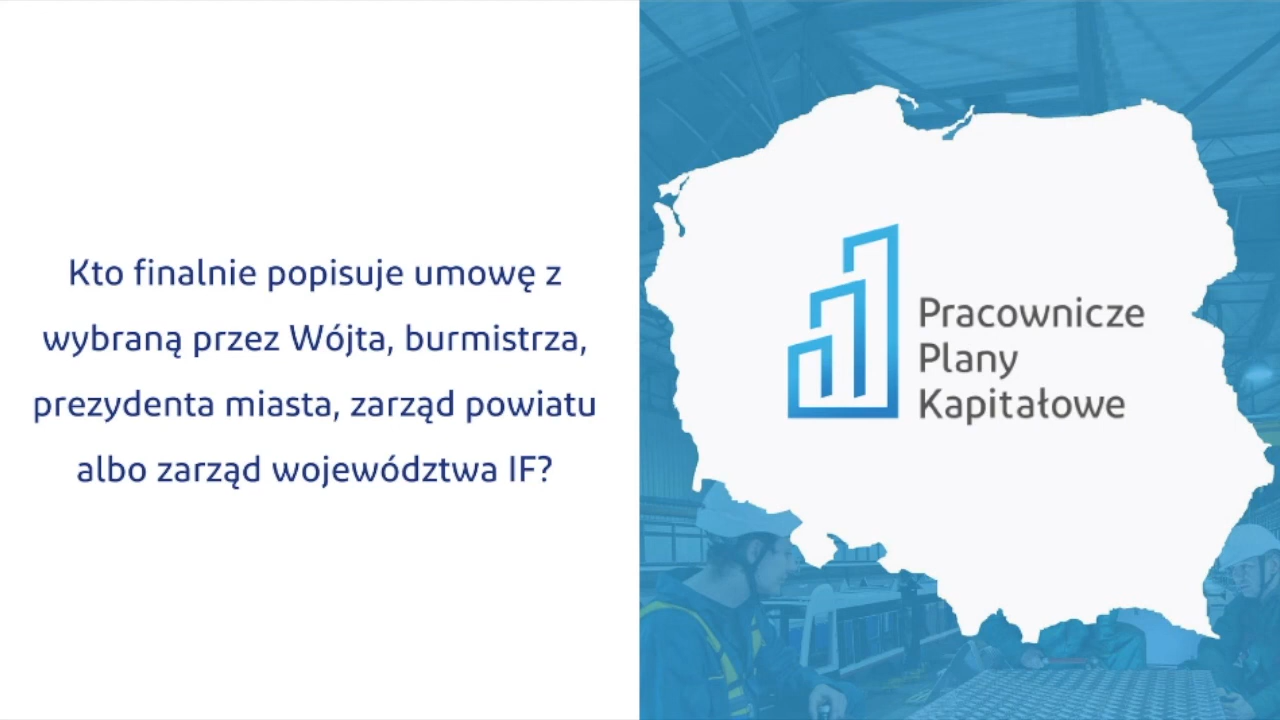 Kto finalnie popisuje umowę z
wybraną przez Wójta, burmistrza,
prezydenta miasta, zarząd powiatu
albo zarząd województwa IF?
Pracownicze
Plany
Kapitałowe